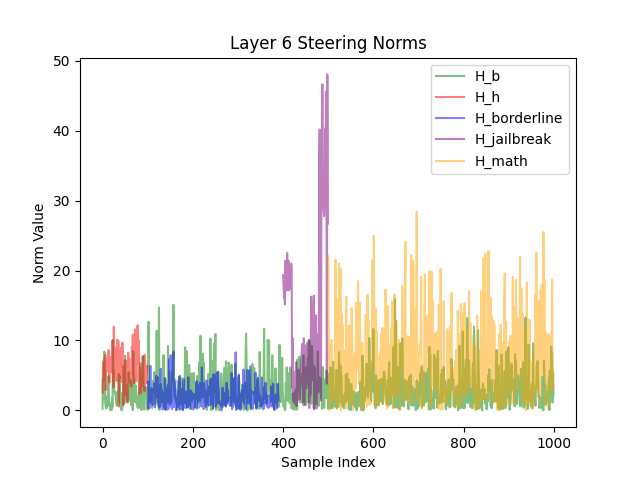 Layer 6 Steering Norms
50
40
30
20
10
0
Norm Value
H_b
H_h
H_borderline
H_jailbreak
H_math
0
200
400
600
800
1000
Sample Index